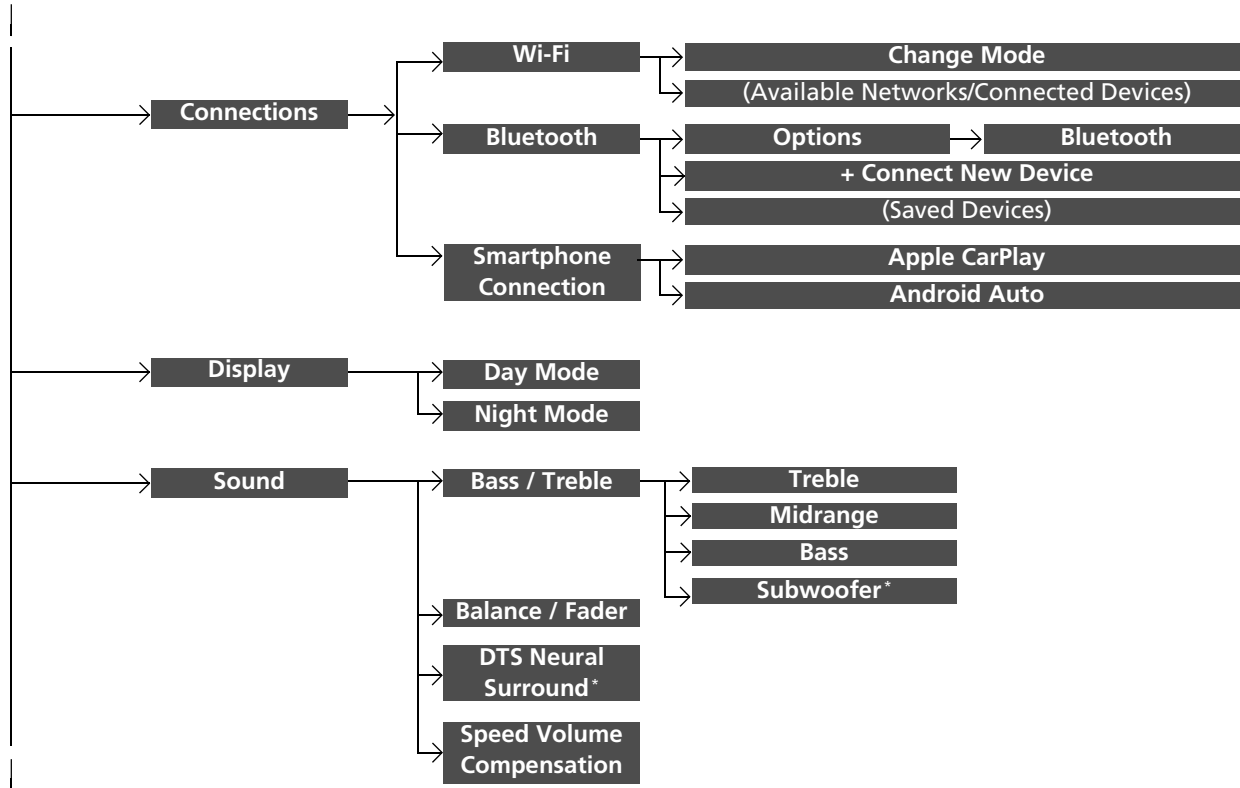 Connections
Wi-Fi
Change Mode
(Available Networks/Connected Devices)
Bluetooth
Options
Bluetooth
+ Connect New Device
(Saved Devices)
Smartphone
Connection
Apple CarPlay
Android Auto
Display
Day Mode
Night Mode
Sound
Bass / Treble
Treble
Midrange
Bass
Subwoofer*
Balance / Fader
DTS Neural
Surround*
Speed Volume
Compensation